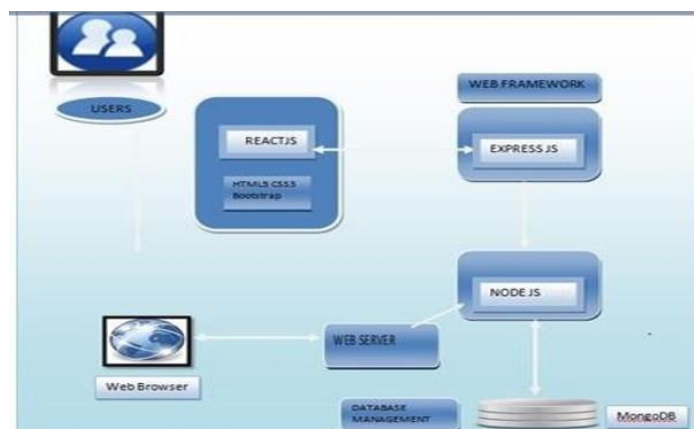 USERS
WEB FRAMEWORK
REACTJS
EXPRESS JS
HTML5 CSS3
Bootstrap
NODE JS
WEB SERVER
Web Browser
DATABASE
MANAGEMENT
MongoDB